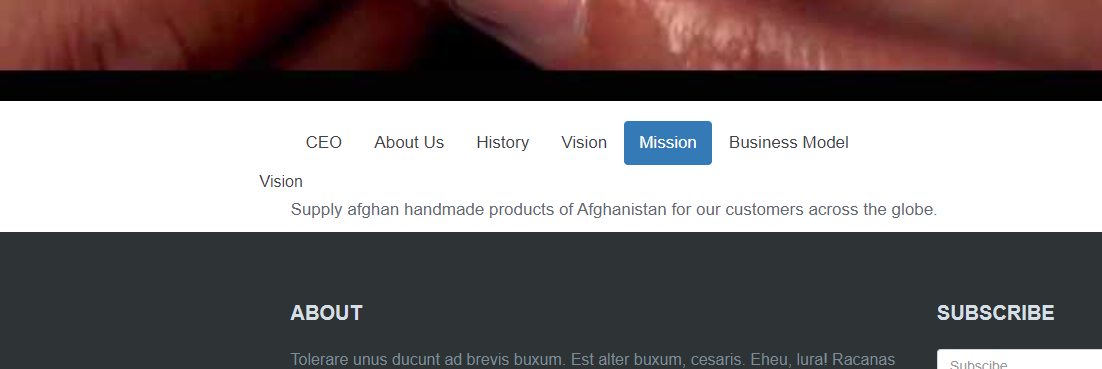 CEO About Us History Vision Mission Business Model
Vision
Supply afghan handmade products of Afghanistan for our customers across the globe.
ABOUT SUBSCRIBE
Tolerare unus ducunt ad brevis buxum. Est alter buxum, cesaris. Eheu, lura! Racanas
Subscibe